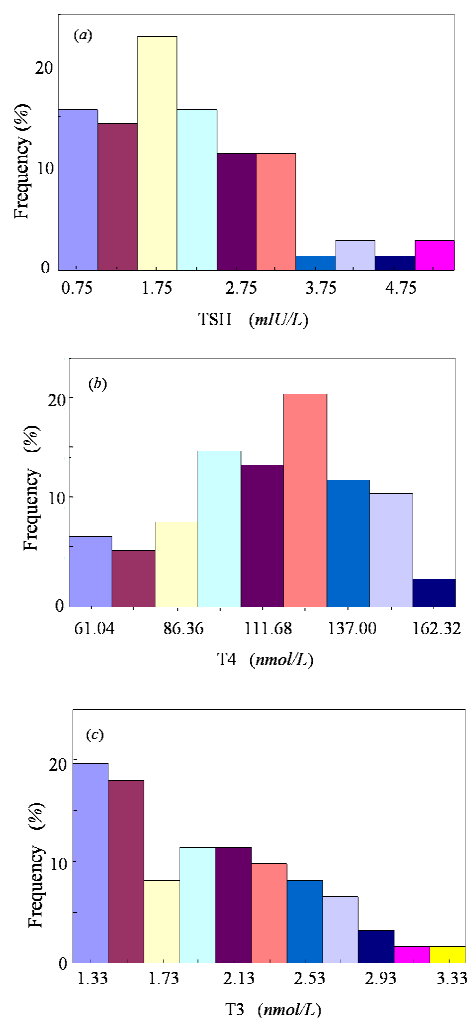 (a)
Frequency (%)
20
10
0
0.75 1.75 2.75 3.75 4.75
TSH (mIU/L)
(b)
Frequency (%)
20
10
0
61.04 86.36 111.68 137.00 162.32
T4 (nmol/L)
(c)
Frequency (%)
20
10
0
1.33 1.73 2.13 2.53 2.93 3.33
T3 (nmol/L)